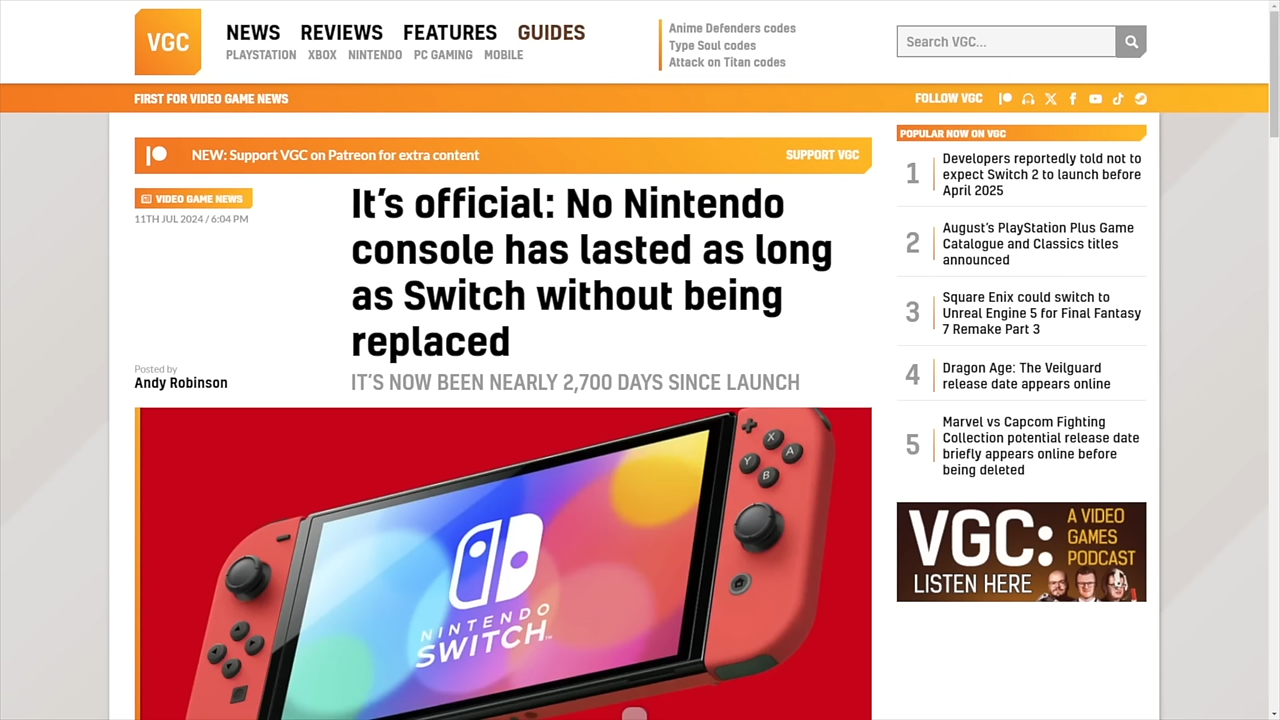 VGC
NEWS REVIEWS FEATURES GUIDES
PLAYSTATION XBOX NINTENDO PC GAMING MOBILE
Anime Defenders codes
Type Soul codes
Attack on Titan codes
Search VGC...
FIRST FOR VIDEO GAME NEWS
FOLLOW VGC
NEW: Support VGC on Patreon for extra content
SUPPORT VGC
VIDEO GAME NEWS
11TH JUL 2024 / 6:04 PM
It’s official: No Nintendo
console has lasted as long
as Switch without being
replaced
Posted by
Andy Robinson
IT’S NOW BEEN NEARLY 2,700 DAYS SINCE LAUNCH
X
Y
A
B
NINTENDO
SWITCH™
POPULAR NOW ON VGC
1
Developers reportedly told not to
expect Switch 2 to launch before
April 2025
2
August’s PlayStation Plus Game
Catalogue and Classics titles
announced
3
Square Enix could switch to
Unreal Engine 5 for Final Fantasy
7 Remake Part 3
4
Dragon Age: The Veilguard
release date appears online
5
Marvel vs Capcom Fighting
Collection potential release date
briefly appears online before
being deleted
VGC:
A VIDEO
GAMES
PODCAST
LISTEN HERE